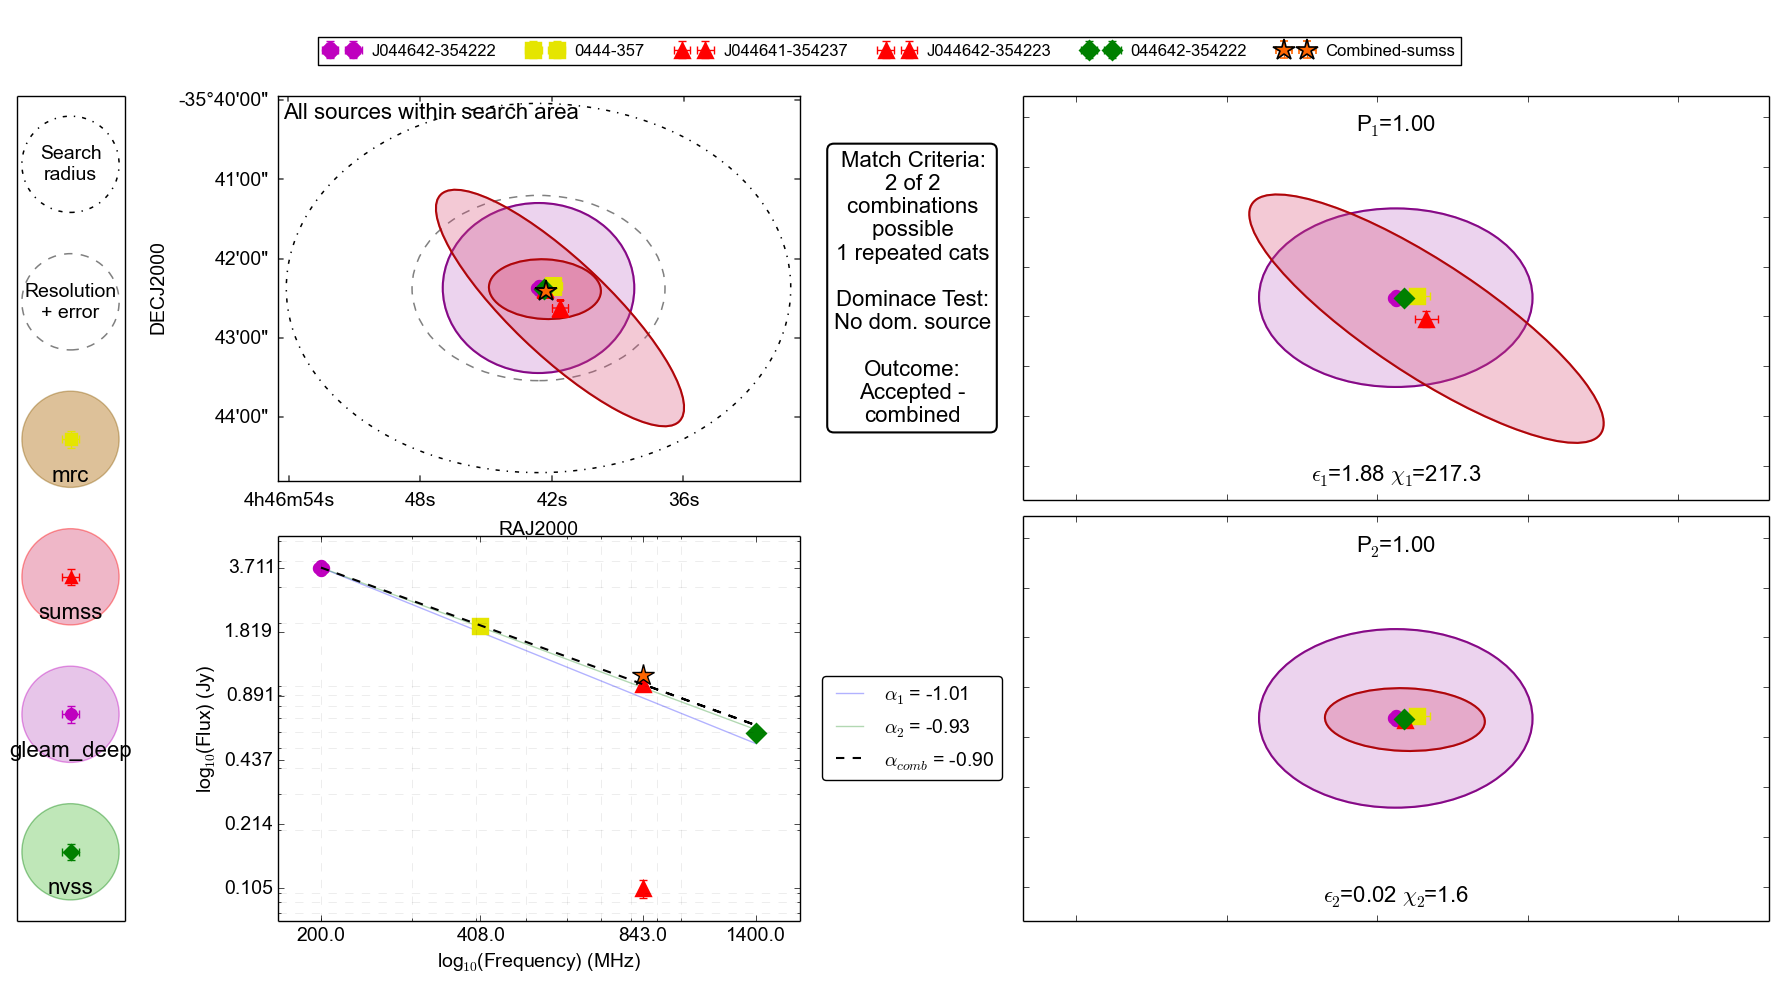 J044642-354222 0444-357 J044641-354237 J044642-354223 044642-354222 Combined-sumss
Search
radius
Resolution
+ error
mrc
sumss
gleam_deep
nvss
All sources within search area
DECJ2000
-35°40'00"
41'00"
42'00"
43'00"
44'00"
4h46m54s 48s 42s 36s
RAJ2000
Match Criteria:
2 of 2
combinations
possible
1 repeated cats
Dominace Test:
No dom. source
Outcome:
Accepted -
combined
P₁=1.00
ϵ₁=1.88 χ₁=217.3
log₁₀(Flux) (Jy)
3.711
1.819
0.891
0.437
0.214
0.105
200.0 408.0 843.0 1400.0
log₁₀(Frequency) (MHz)
α₁ = -1.01
α₂ = -0.93
α_comb = -0.90
P₂=1.00
ϵ₂=0.02 χ₂=1.6